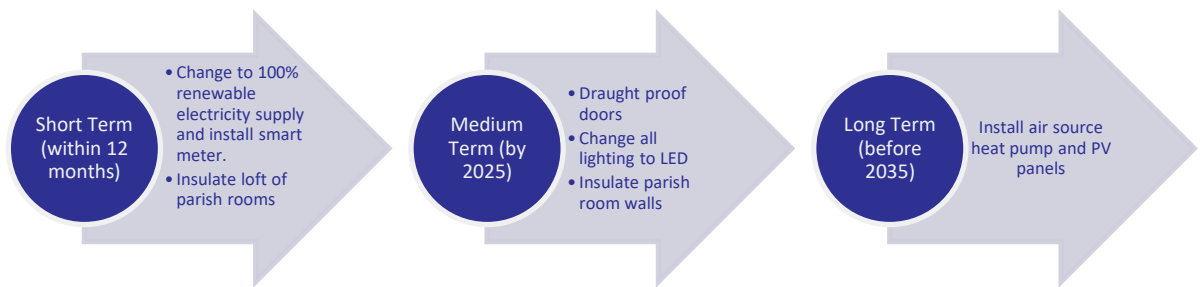 Short Term
(within 12
months)
• Change to 100%
renewable
electricity supply
and install smart
meter.
• Insulate loft of
parish rooms
Medium
Term (by
2025)
• Draught proof
doors
• Change all
lighting to LED
• Insulate parish
room walls
Long Term
(before
2035)
Install air source
heat pump and PV
panels